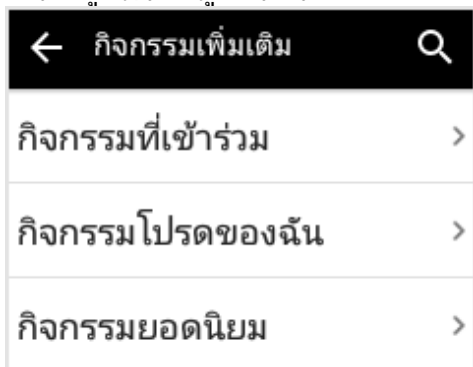 กิจกรรมเพิ่มเติม
กิจกรรมที่เข้าร่วม
กิจกรรมโปรดของฉัน
กิจกรรมยอดนิยม